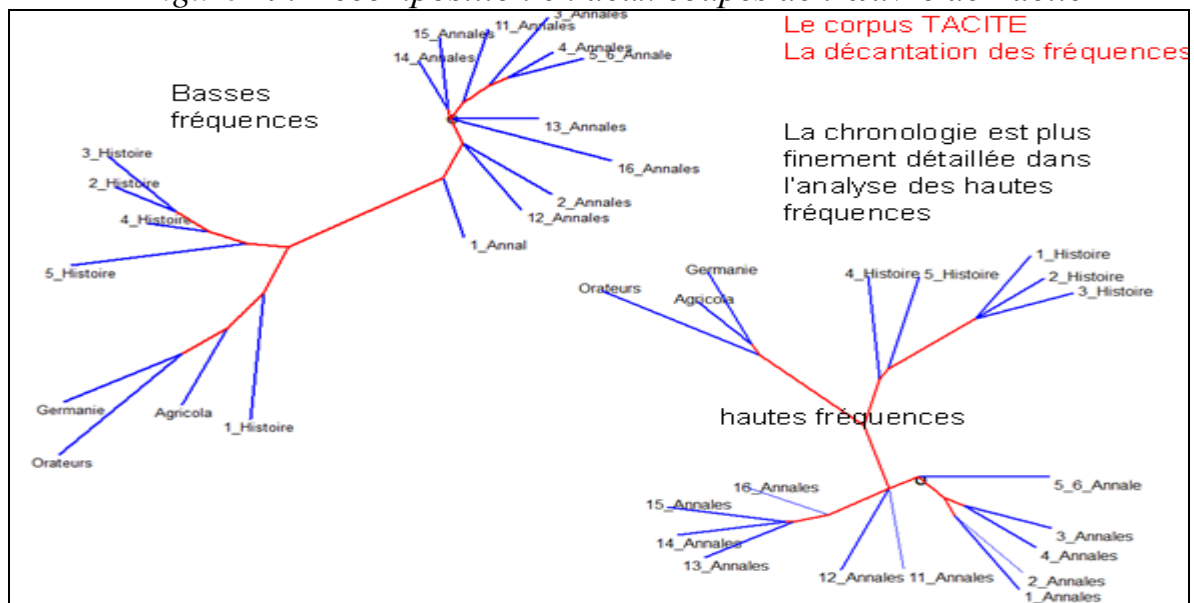 Le corpus TACITE
La décantation des fréquences
Basses
fréquences
La chronologie est plus
finement détaillée dans
l'analyse des hautes
fréquences
3_Annales
11_Annales
15_Annales
4_Annales
14_Annales
5_6_Annale
13_Annales
16_Annales
2_Annales
12_Annales
1_Annal
3_Histoire
2_Histoire
4_Histoire
5_Histoire
Germanie
Agricola
1_Histoire
Orateurs
hautes fréquences
Germanie
Orateurs
Agricola
4_Histoire
5_Histoire
1_Histoire
2_Histoire
3_Histoire
16_Annales
15_Annales
14_Annales
13_Annales
12_Annales
11_Annales
5_6_Annale
3_Annales
4_Annales
2_Annales
1_Annales